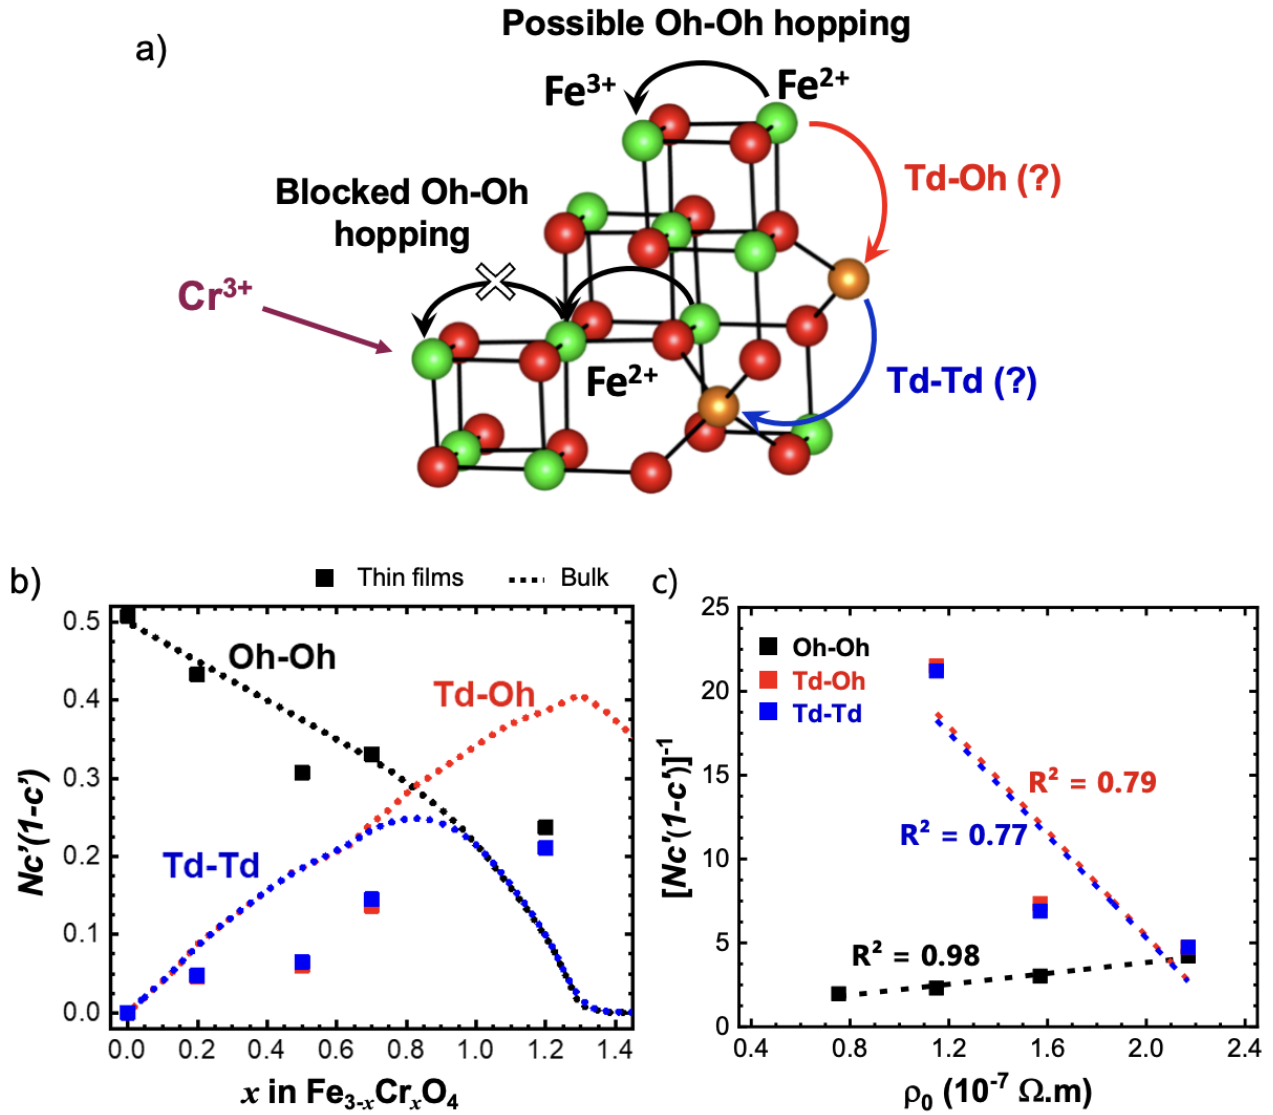 a)
Possible Oh-Oh hopping
Fe³⁺
Fe²⁺
Td-Oh (?)
Blocked Oh-Oh
hopping
Cr³⁺
Fe²⁺
Td-Td (?)
b)
Thin films
Bulk
Oh-Oh
Td-Oh
Td-Td
0.5
0.4
0.3
0.2
0.1
0.0
Nc'(1-c')
0.0 0.2 0.4 0.6 0.8 1.0 1.2 1.4
x in Fe₃₋ₓCrₓO₄
c)
Oh-Oh
Td-Oh
Td-Td
R² = 0.79
R² = 0.77
R² = 0.98
25
20
15
10
5
0
[Nc'(1-c')]⁻¹
0.4 0.8 1.2 1.6 2.0 2.4
ρ₀ (10⁻⁷ Ω.m)